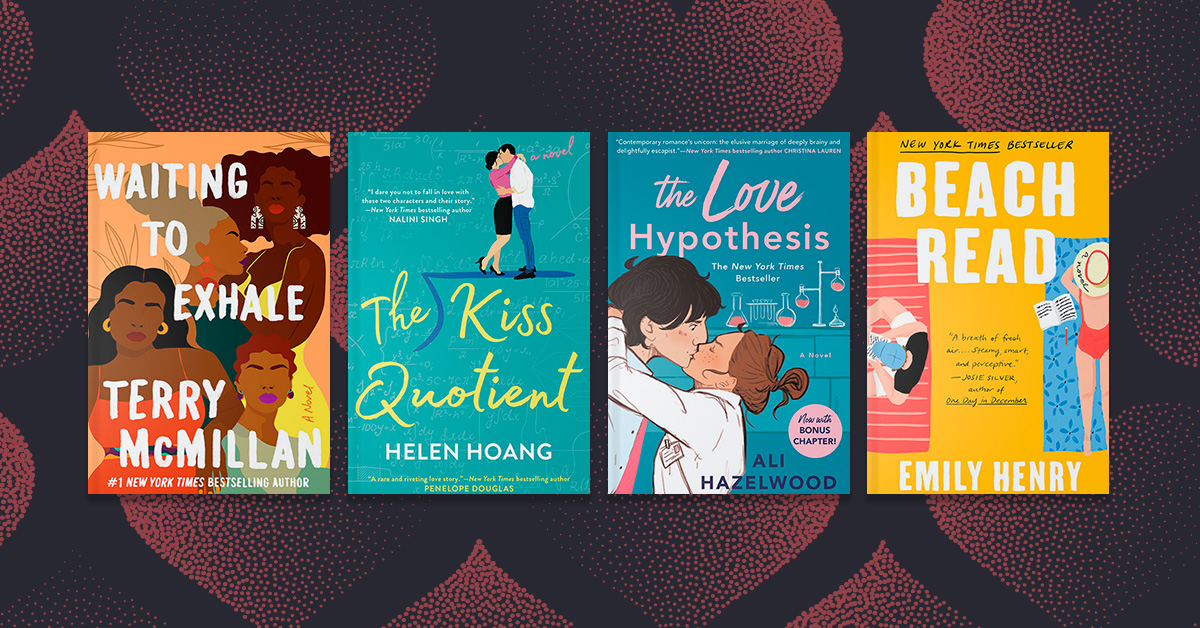 WAITING
TO
EXHALE
TERRY
McMILLAN
A Novel
#1 NEW YORK TIMES BESTSELLING AUTHOR
a novel
"I dare you not to fall in love with
these two characters and their story."
—New York Times bestselling author
NALINI SINGH
The Kiss
Quotient
HELEN HOANG
"A rare and riveting love story."—New York Times bestselling author
PENELOPE DOUGLAS
"Contemporary romance's unicorn: the elusive marriage of deeply brainy and
delightfully escapist."—New York Times bestselling author CHRISTINA LAUREN
the Love
Hypothesis
The New York Times
Bestseller
A Novel
Now with
BONUS
CHAPTER!
ALI
HAZELWOOD
NEW YORK TIMES BESTSELLER
BEACH
READ
a novel
"A breath of fresh
air.... Steamy, smart,
and perceptive."
—JOSIE SILVER,
author of
One Day in December
EMILY HENRY